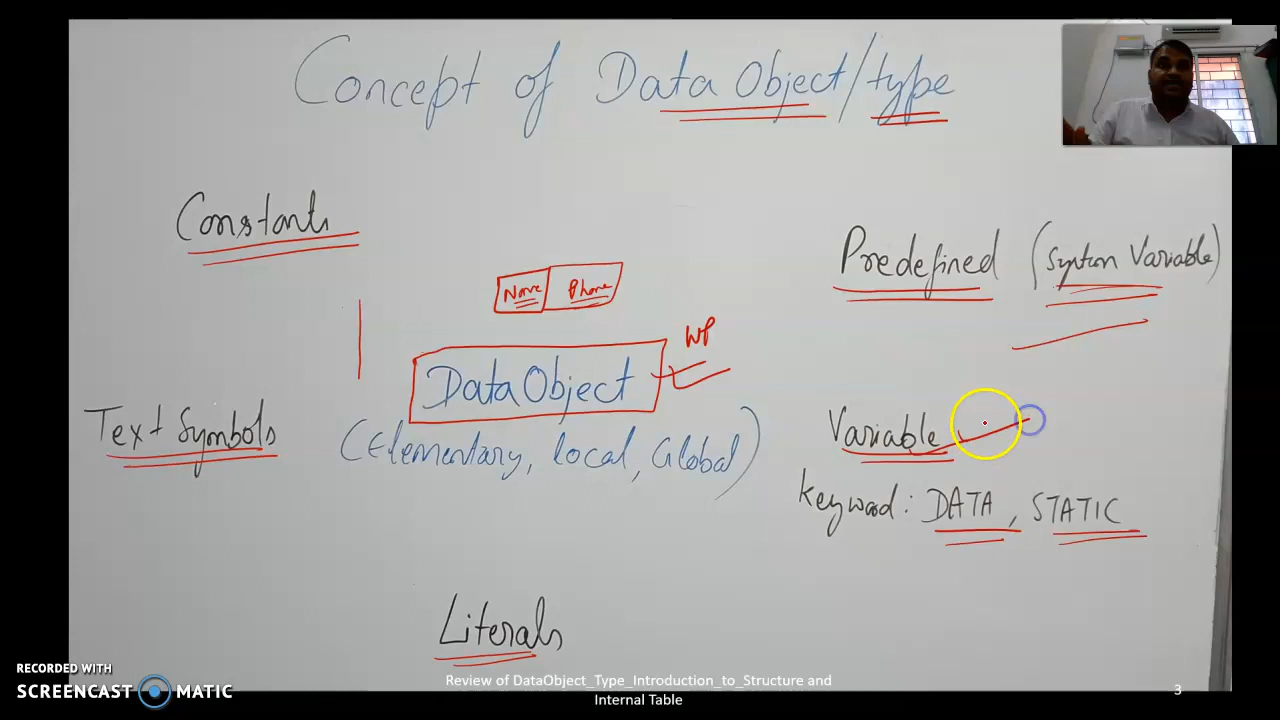 Concept of Data Object/type
Constants
Predefined (System Variable)
Name Phone
WP
Data Object
Text Symbols
(Elementary, local, Global)
Variable
Keyword: DATA, STATIC
Literals
RECORDED WITH
SCREENCAST MATIC
Review of DataObject_Type_Introduction_to_Structure and
Internal Table
3